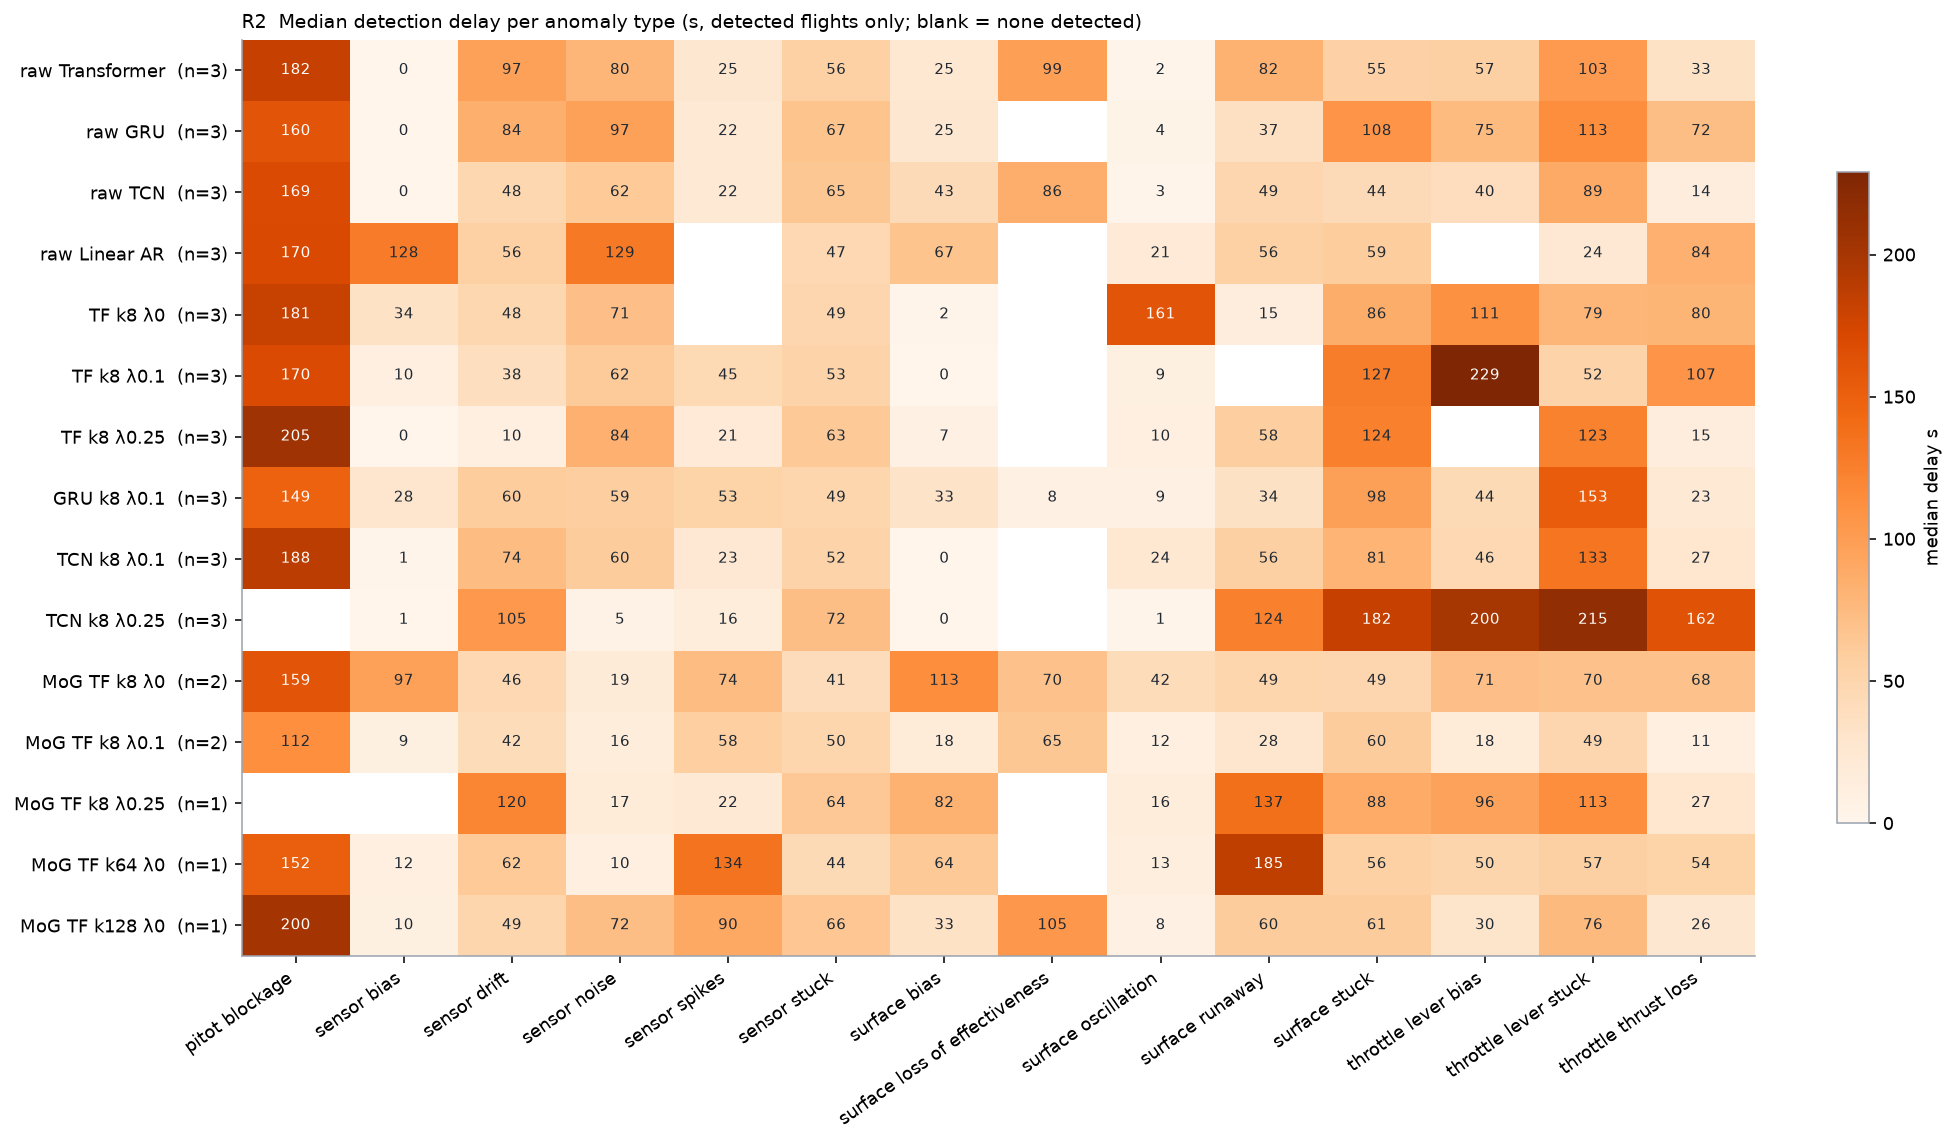 R2  Median detection delay per anomaly type (s, detected flights only; blank = none detected)
raw Transformer (n=3) 182 0 97 80 25 56 25 99 2 82 55 57 103 33
raw GRU (n=3) 160 0 84 97 22 67 25 4 37 108 75 113 72
raw TCN (n=3) 169 0 48 62 22 65 43 86 3 49 44 40 89 14
raw Linear AR (n=3) 170 128 56 129 47 67 21 56 59 24 84
TF k8 λ0 (n=3) 181 34 48 71 49 2 161 15 86 111 79 80
TF k8 λ0.1 (n=3) 170 10 38 62 45 53 0 9 127 229 52 107
TF k8 λ0.25 (n=3) 205 0 10 84 21 63 7 10 58 124 123 15
GRU k8 λ0.1 (n=3) 149 28 60 59 53 49 33 8 9 34 98 44 153 23
TCN k8 λ0.1 (n=3) 188 1 74 60 23 52 0 24 56 81 46 133 27
TCN k8 λ0.25 (n=3) 1 105 5 16 72 0 1 124 182 200 215 162
MoG TF k8 λ0 (n=2) 159 97 46 19 74 41 113 70 42 49 49 71 70 68
MoG TF k8 λ0.1 (n=2) 112 9 42 16 58 50 18 65 12 28 60 18 49 11
MoG TF k8 λ0.25 (n=1) 120 17 22 64 82 16 137 88 96 113 27
MoG TF k64 λ0 (n=1) 152 12 62 10 134 44 64 13 185 56 50 57 54
MoG TF k128 λ0 (n=1) 200 10 49 72 90 66 33 105 8 60 61 30 76 26
pitot blockage
sensor bias
sensor drift
sensor noise
sensor spikes
sensor stuck
surface bias
surface loss of effectiveness
surface oscillation
surface runaway
surface stuck
throttle lever bias
throttle lever stuck
throttle thrust loss
200
150
100
50
0
median delay s